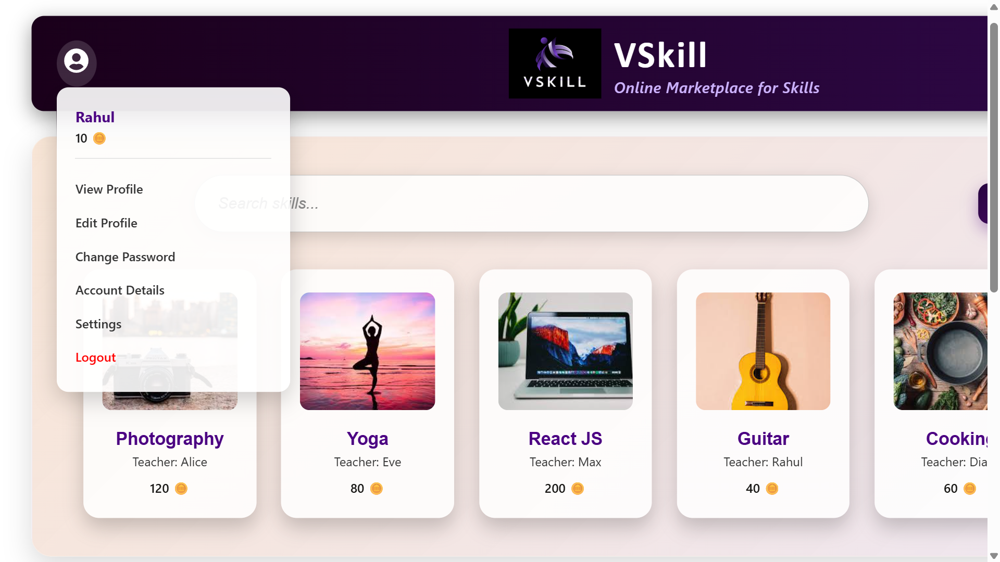 VSKILL
VSkill
Online Marketplace for Skills
Rahul
10
View Profile
Edit Profile
Change Password
Account Details
Settings
Logout
Search skills...
Photography
Teacher: Alice
120
Yoga
Teacher: Eve
80
React JS
Teacher: Max
200
Guitar
Teacher: Rahul
40
Cooking
Teacher: Dia
60